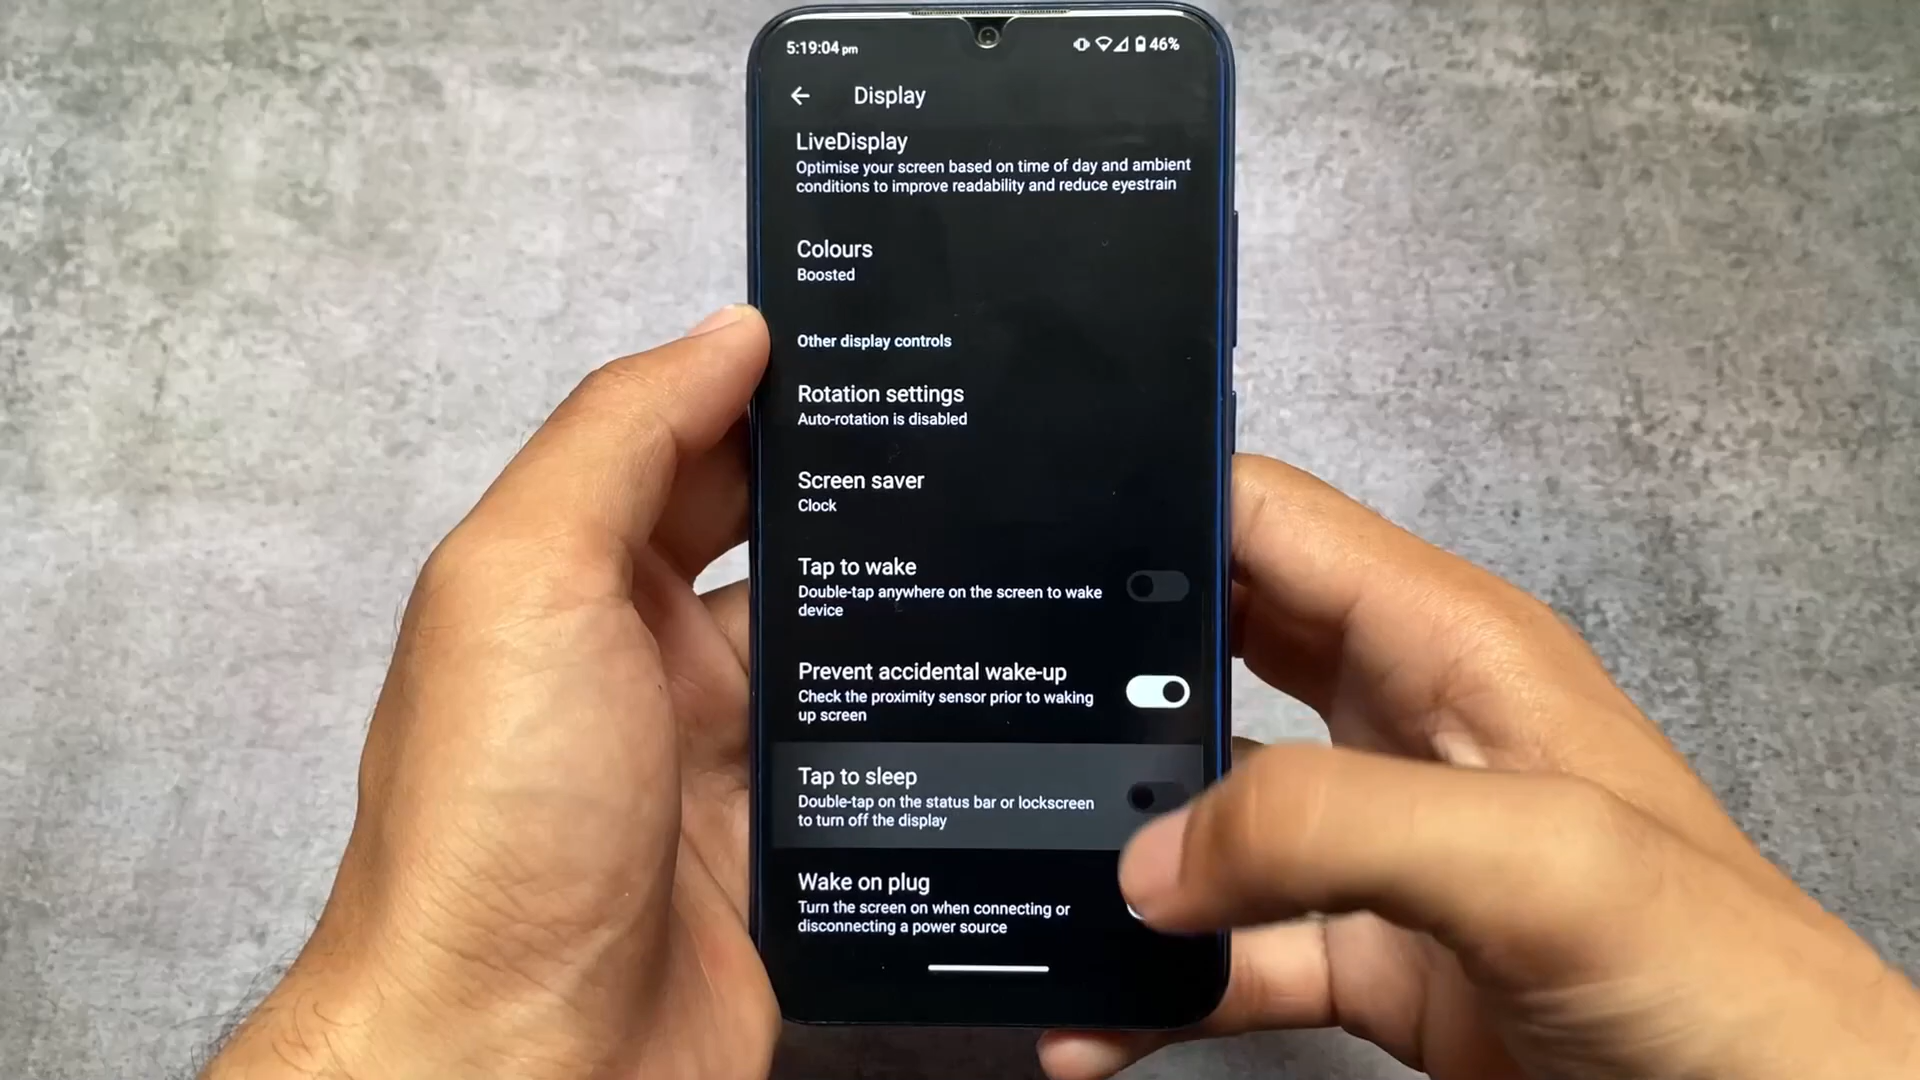 5:19:04 pm
46%
Display
LiveDisplay
Optimise your screen based on time of day and ambient
conditions to improve readability and reduce eyestrain
Colours
Boosted
Other display controls
Rotation settings
Auto-rotation is disabled
Screen saver
Clock
Tap to wake
Double-tap anywhere on the screen to wake
device
Prevent accidental wake-up
Check the proximity sensor prior to waking
up screen
Tap to sleep
Double-tap on the status bar or lockscreen
to turn off the display
Wake on plug
Turn the screen on when connecting or
disconnecting a power source